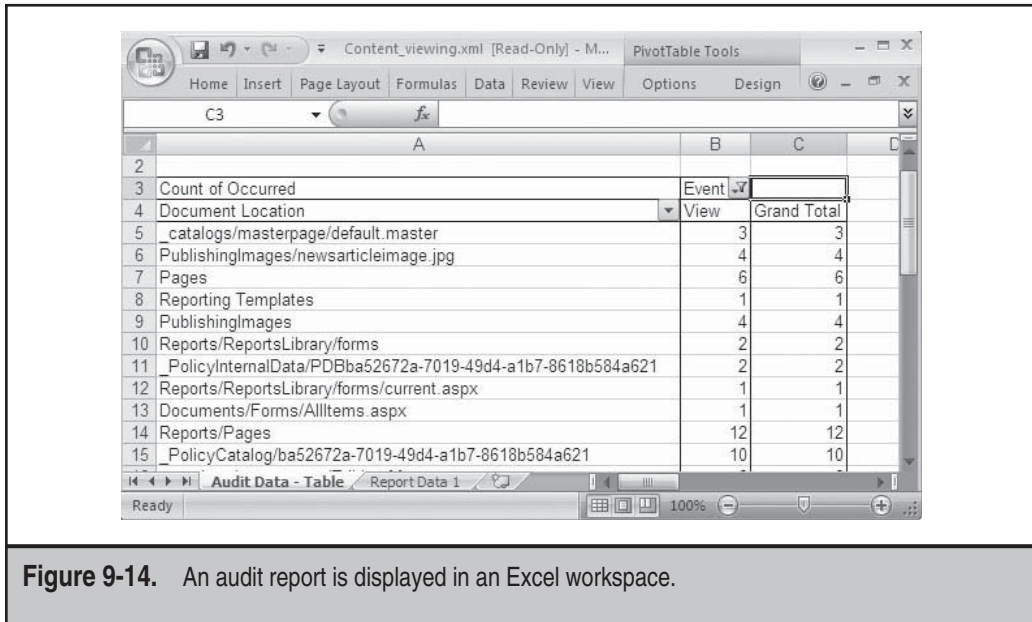 Content_viewing.xml [Read-Only] - M... PivotTable Tools
Home Insert Page Layout Formulas Data Review View Options Design
C3 fx
A B C D
2
3 Count of Occurred Event
4 Document Location View Grand Total
5 _catalogs/masterpage/default.master 3 3
6 PublishingImages/newsarticleimage.jpg 4 4
7 Pages 6 6
8 Reporting Templates 1 1
9 PublishingImages 4 4
10 Reports/ReportsLibrary/forms 2 2
11 _PolicyInternalData/PDBba52672a-7019-49d4-a1b7-8618b584a621 2 2
12 Reports/ReportsLibrary/forms/current.aspx 1 1
13 Documents/Forms/AllItems.aspx 1 1
14 Reports/Pages 12 12
15 _PolicyCatalog/ba52672a-7019-49d4-a1b7-8618b584a621 10 10
Audit Data - Table Report Data 1
Ready 100%
Figure 9-14. An audit report is displayed in an Excel workspace.